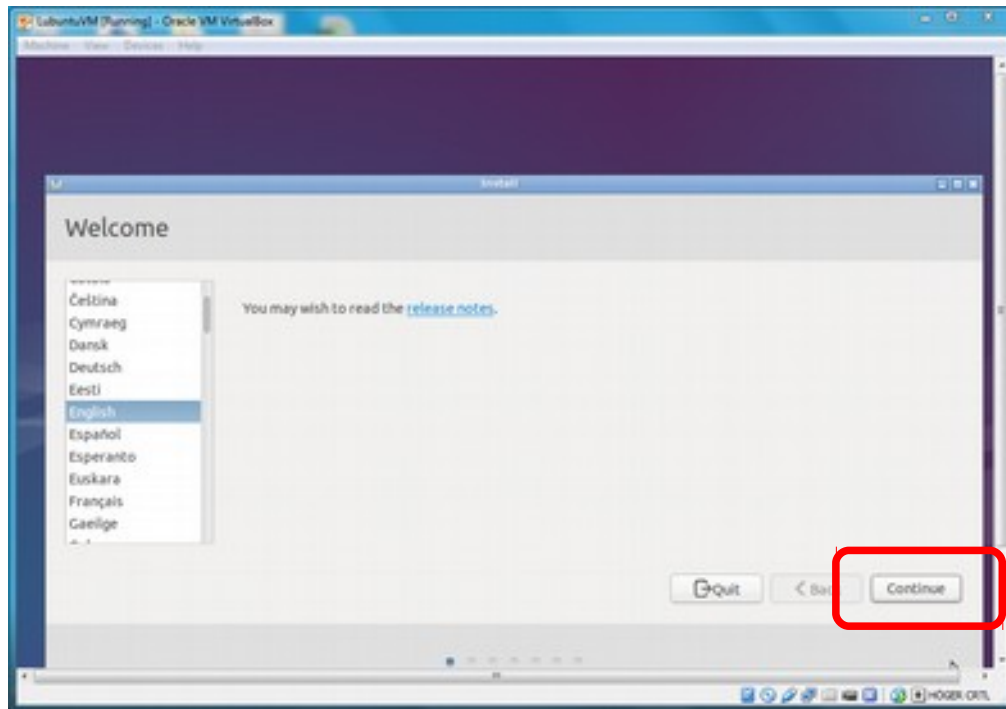 LubuntuVM [Running] - Oracle VM VirtualBox
Machine View Devices Help
Install
Welcome
Čeština
Cymraeg
Dansk
Deutsch
Eesti
English
Español
Esperanto
Euskara
Français
Gaeilge
You may wish to read the release notes.
Quit < Continue
HÖGER CRTL